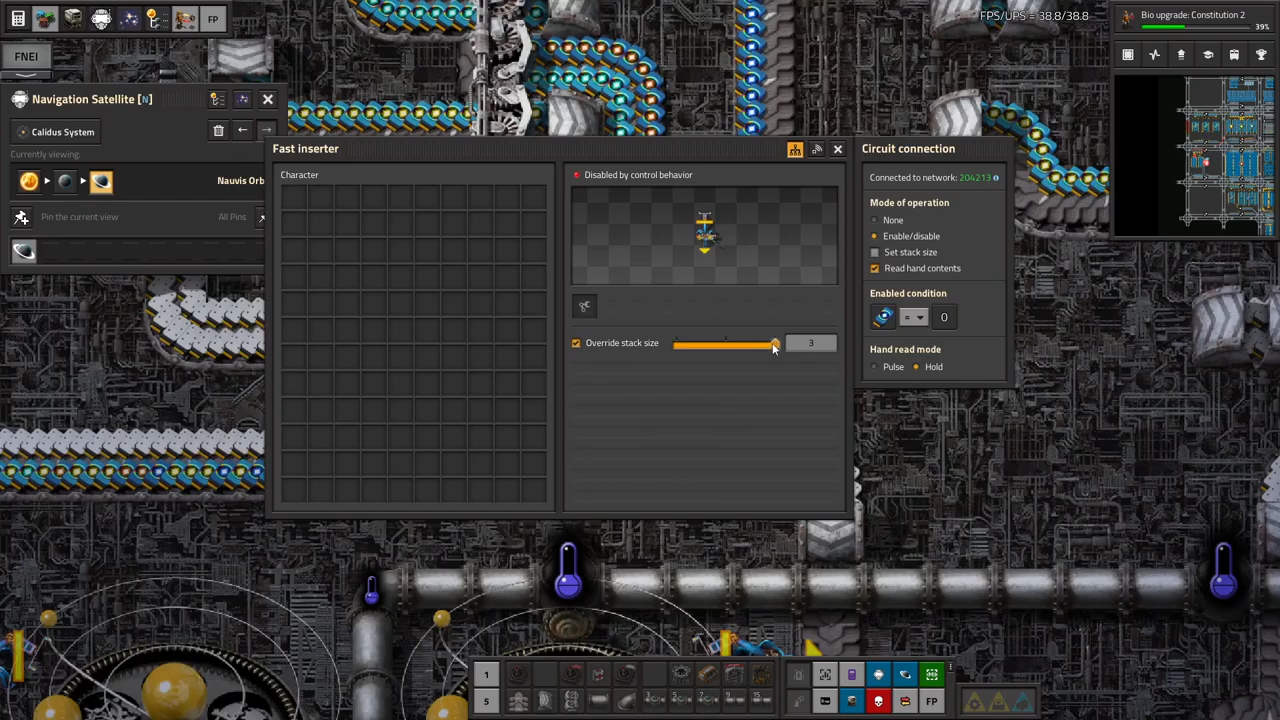 FP
FPS/UPS = 38.8/38.8
Bio upgrade: Constitution 2
39%
FNEI
Navigation Satellite [N]
Calidus System
Currently viewing:
Nauvis Orb
Pin the current view
All Pins
Fast inserter
Character
Disabled by control behavior
Override stack size
3
Circuit connection
Connected to network: 204213
Mode of operation
None
Enable/disable
Set stack size
Read hand contents
Enabled condition
=
0
Hand read mode
Pulse
Hold
1
5
FP